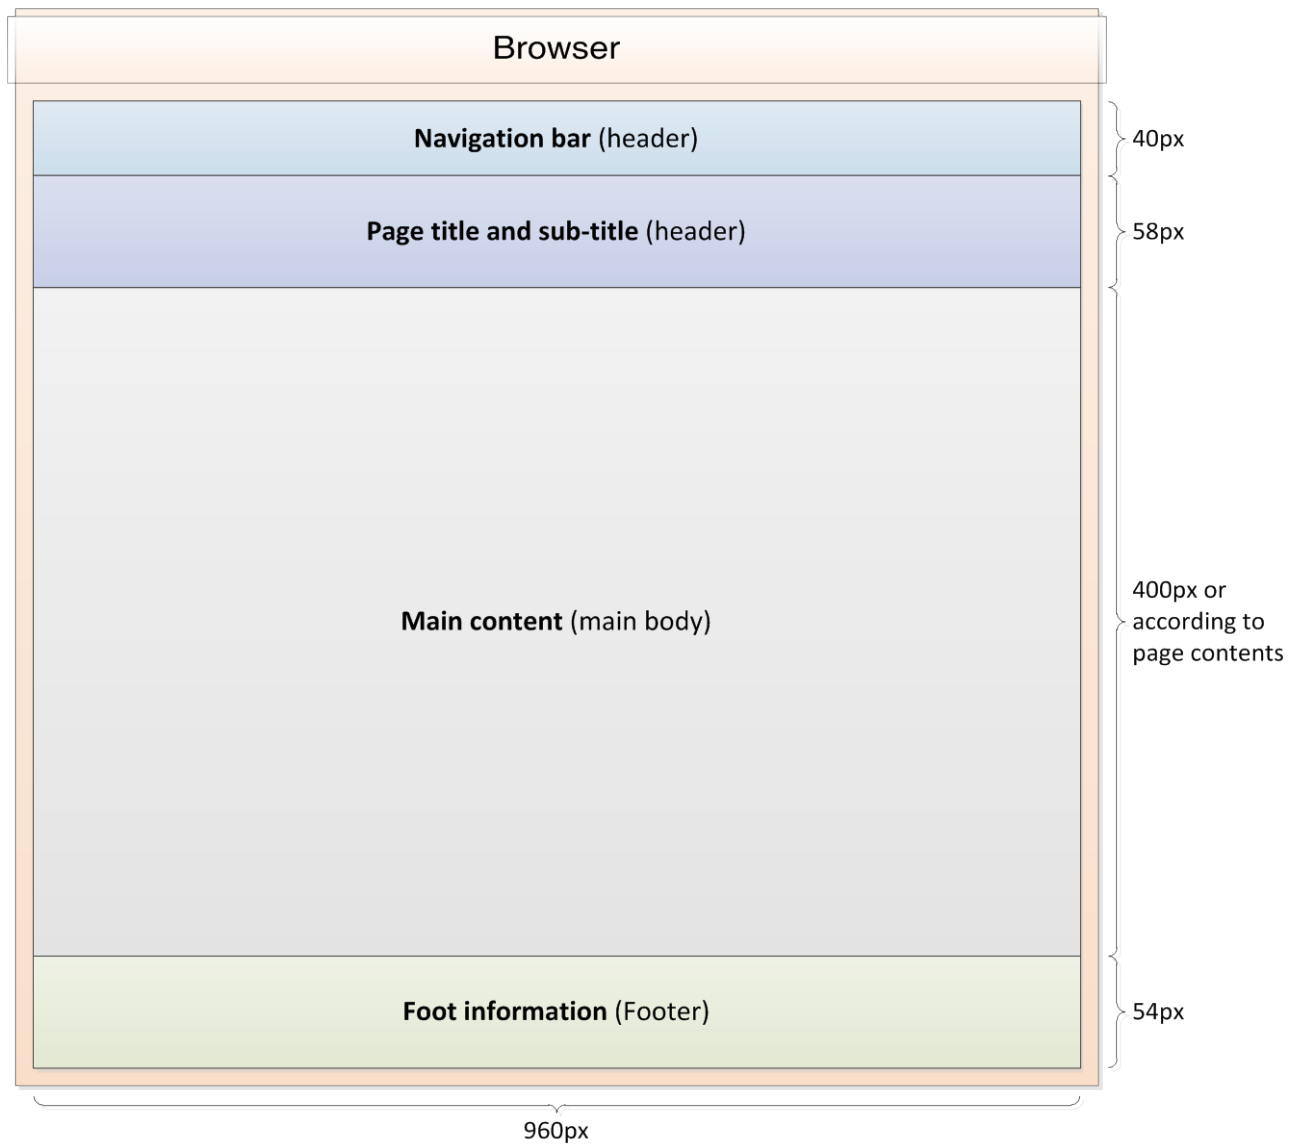 Browser
Navigation bar (header)
40px
Page title and sub-title (header)
58px
Main content (main body)
400px or
according to
page contents
Foot information (Footer)
54px
960px